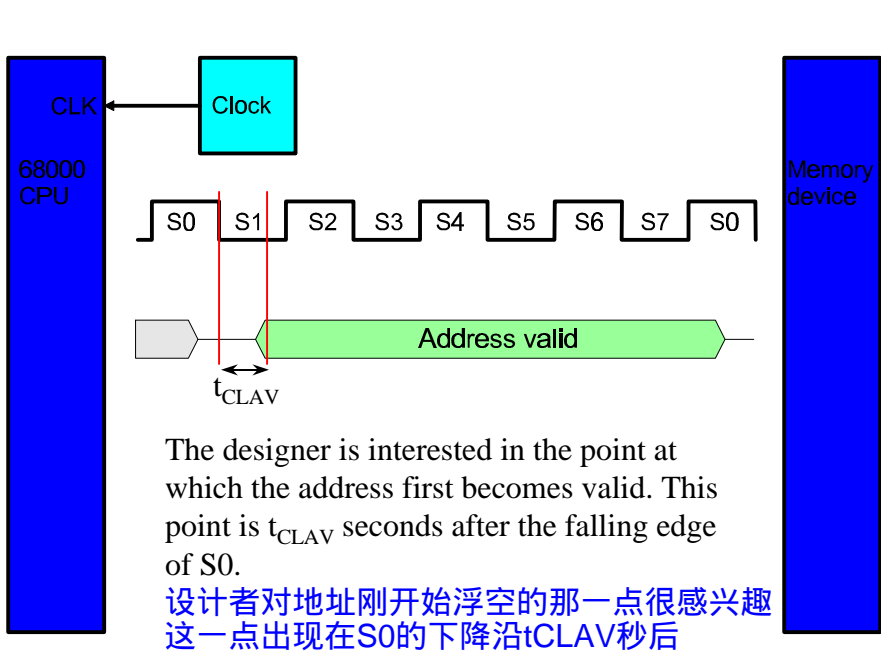 CLK
Clock
68000
CPU
Memory
device
S0 S1 S2 S3 S4 S5 S6 S7 S0
Address valid
tCLAV
The designer is interested in the point at
which the address first becomes valid. This
point is tCLAV seconds after the falling edge
of S0.
设计者对地址刚开始浮空的那一点很感兴趣
这一点出现在S0的下降沿tCLAV秒后